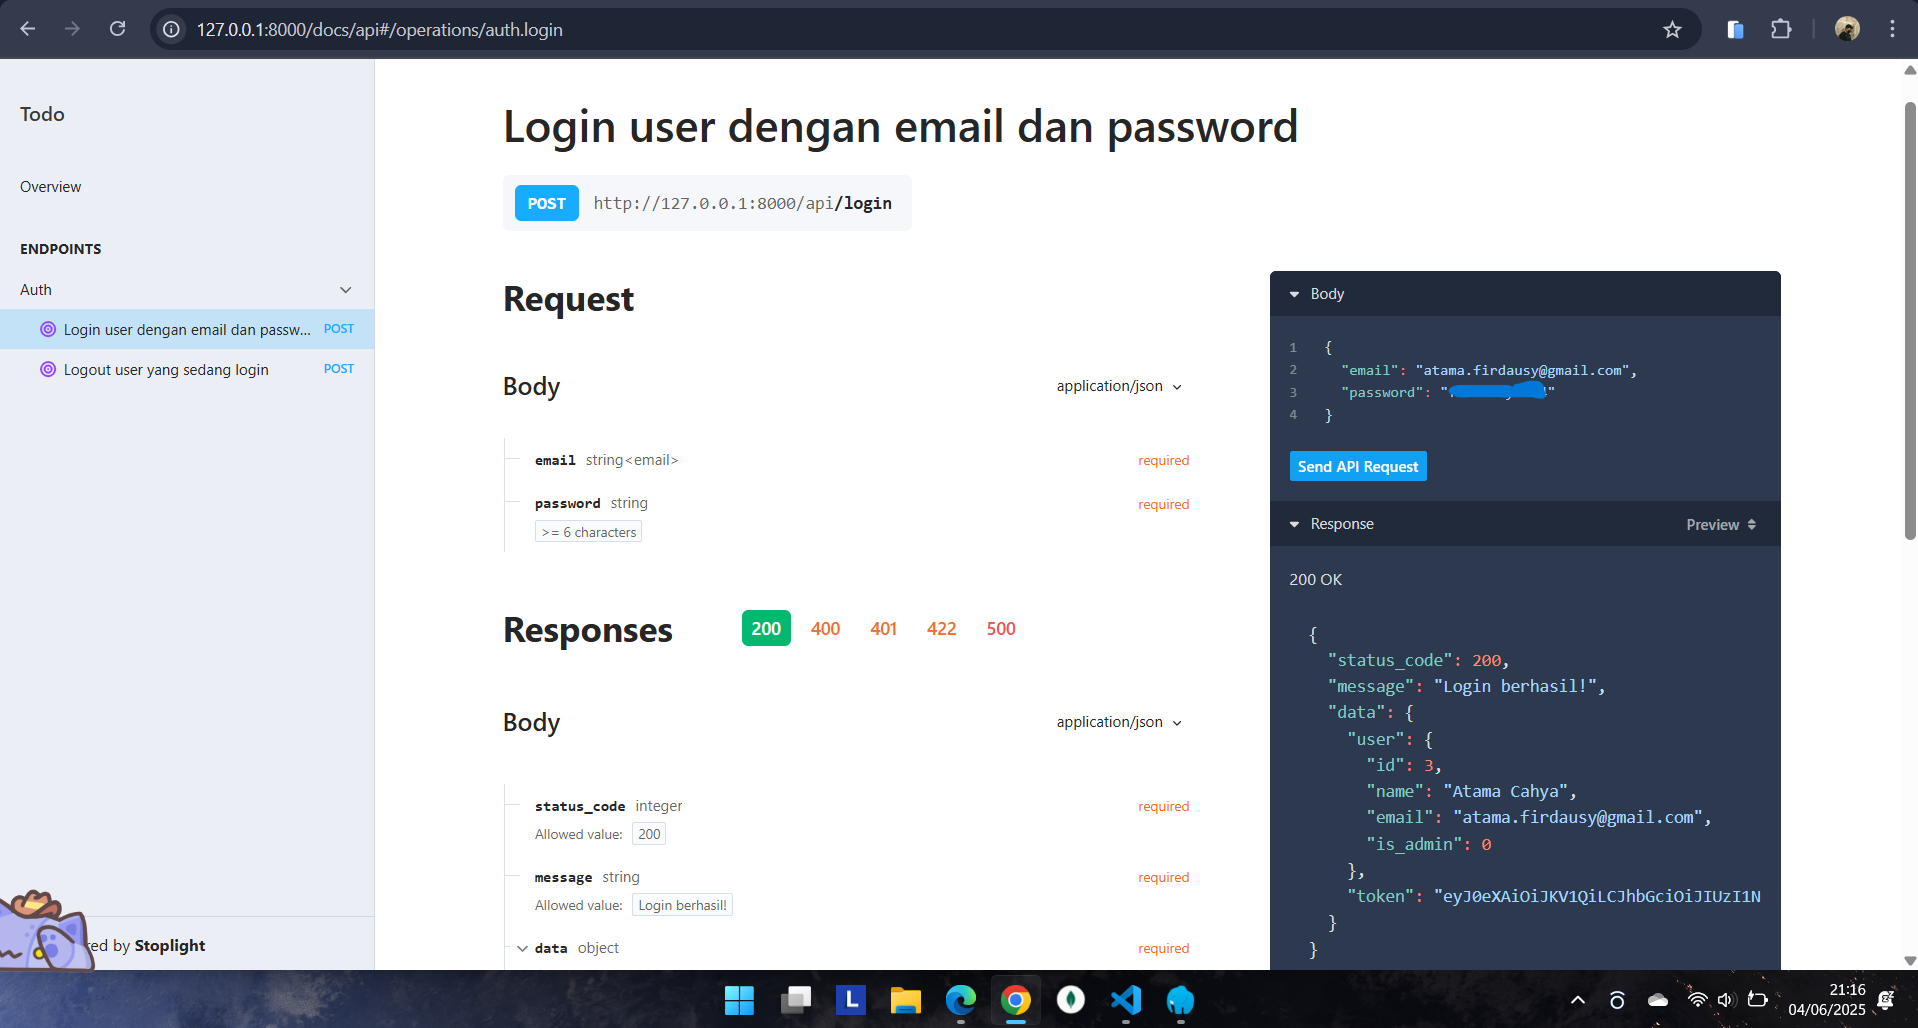 127.0.0.1:8000/docs/api#/operations/auth.login
Todo
Overview
ENDPOINTS
Auth
Login user dengan email dan passw... POST
Logout user yang sedang login POST
ed by Stoplight
Login user dengan email dan password
POST http://127.0.0.1:8000/api/login
Request
Body application/json
email string<email> required
password string required
>= 6 characters
Responses 200 400 401 422 500
Body application/json
status_code integer required
Allowed value: 200
message string required
Allowed value: Login berhasil!
data object required
Body
1 {
2 "email": "atama.firdausy@gmail.com",
3 "password": " "
4 }
Send API Request
Response Preview
200 OK
{
"status_code": 200,
"message": "Login berhasil!",
"data": {
"user": {
"id": 3,
"name": "Atama Cahya",
"email": "atama.firdausy@gmail.com",
"is_admin": 0
},
"token": "eyJ0eXAiOiJKV1QiLCJhbGciOiJIUzI1N
}
}
L
21:16
04/06/2025